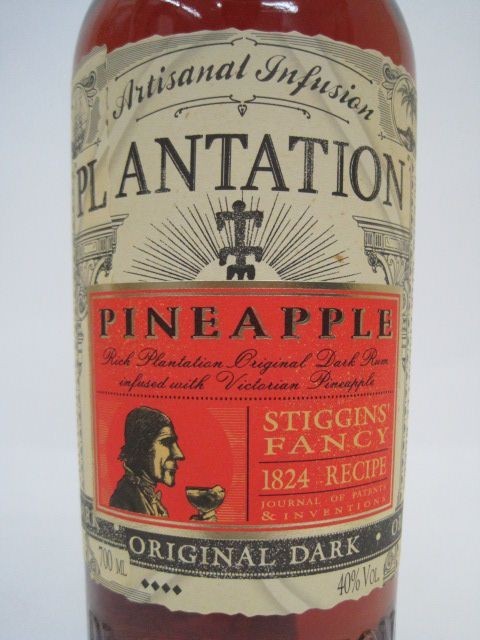 Artisanal Infusion
PLANTATION
PINEAPPLE
Rich Plantation Original Dark Rum
infused with Victorian Pineapple
STIGGINS'
FANCY
1824 RECIPE
JOURNAL OF PATENTS
& INVENTIONS
• ORIGINAL DARK •
700 ML
40% VOL